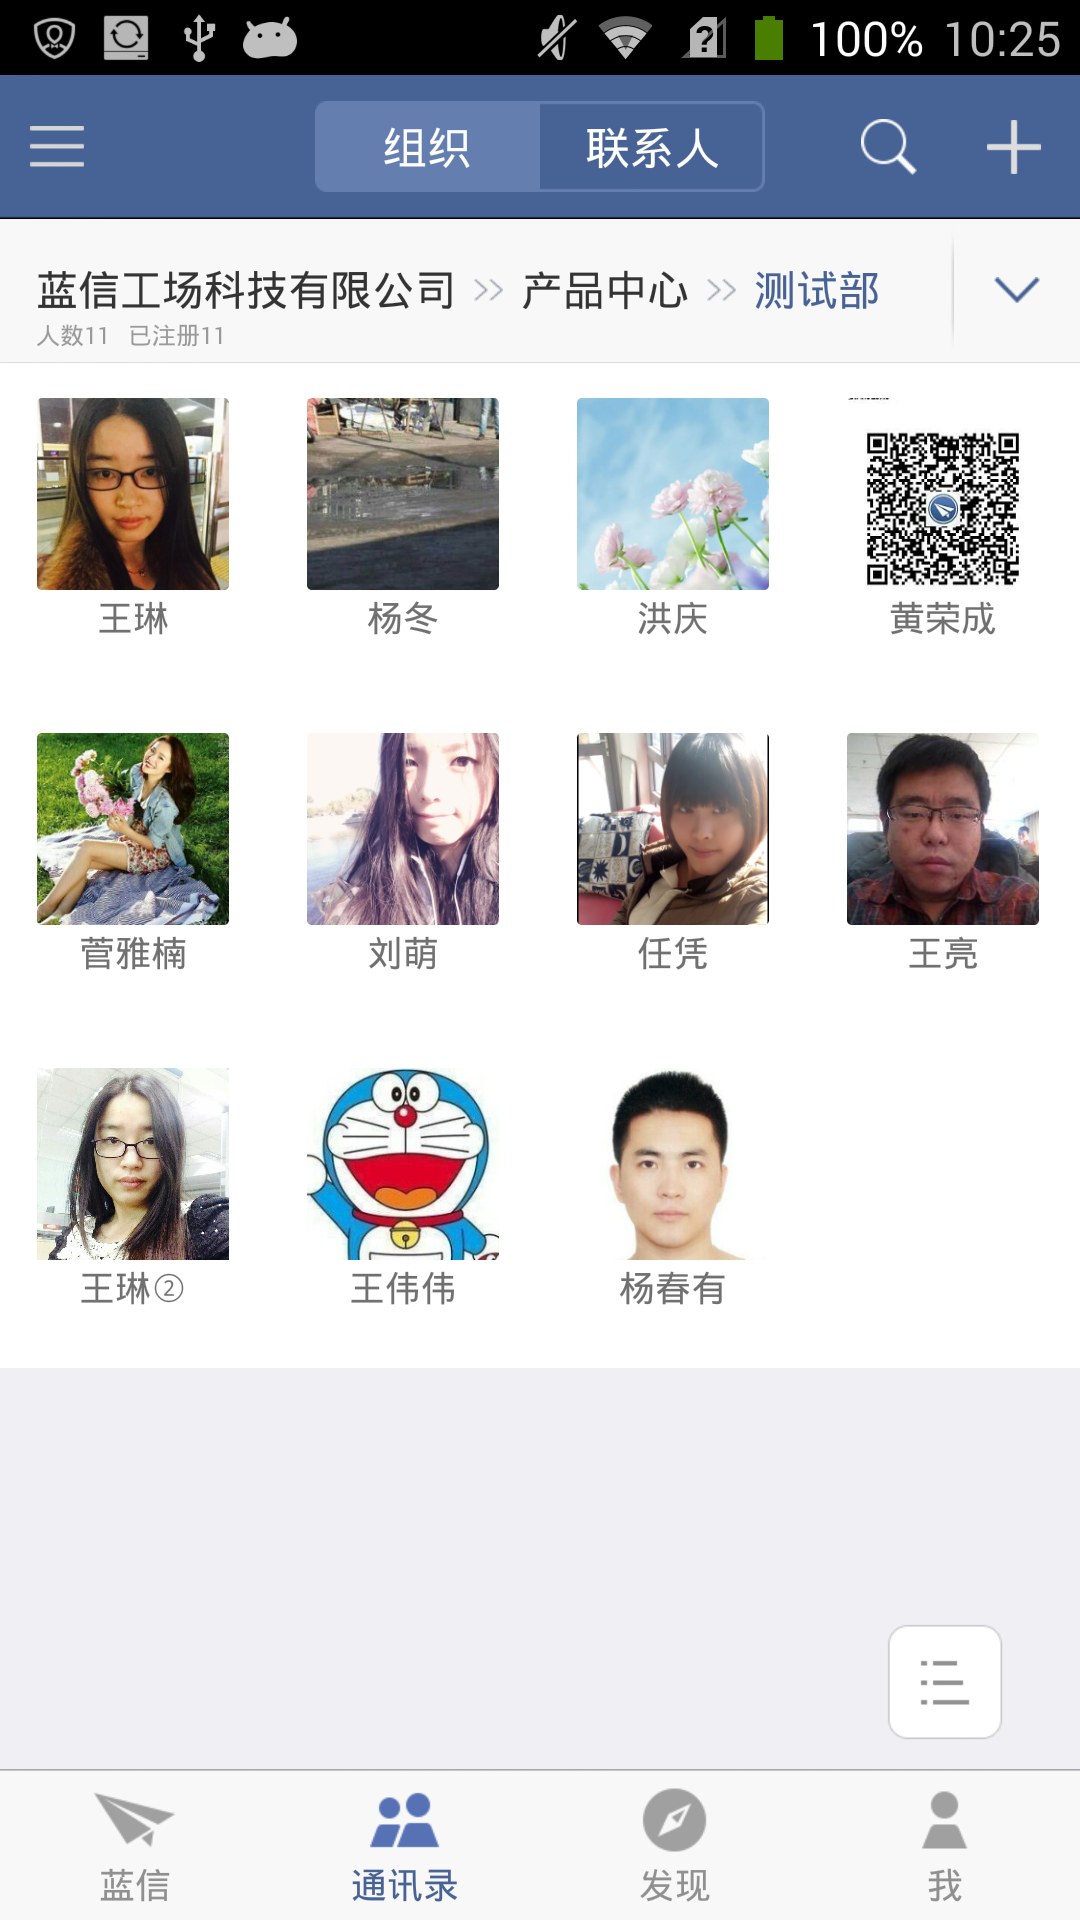 100% 10:25
组织 联系人
蓝信工场科技有限公司 >> 产品中心 >> 测试部
人数11 已注册11
王琳 杨冬 洪庆 黄荣成
菅雅楠 刘萌 任凭 王亮
王琳② 王伟伟 杨春有
蓝信 通讯录 发现 我